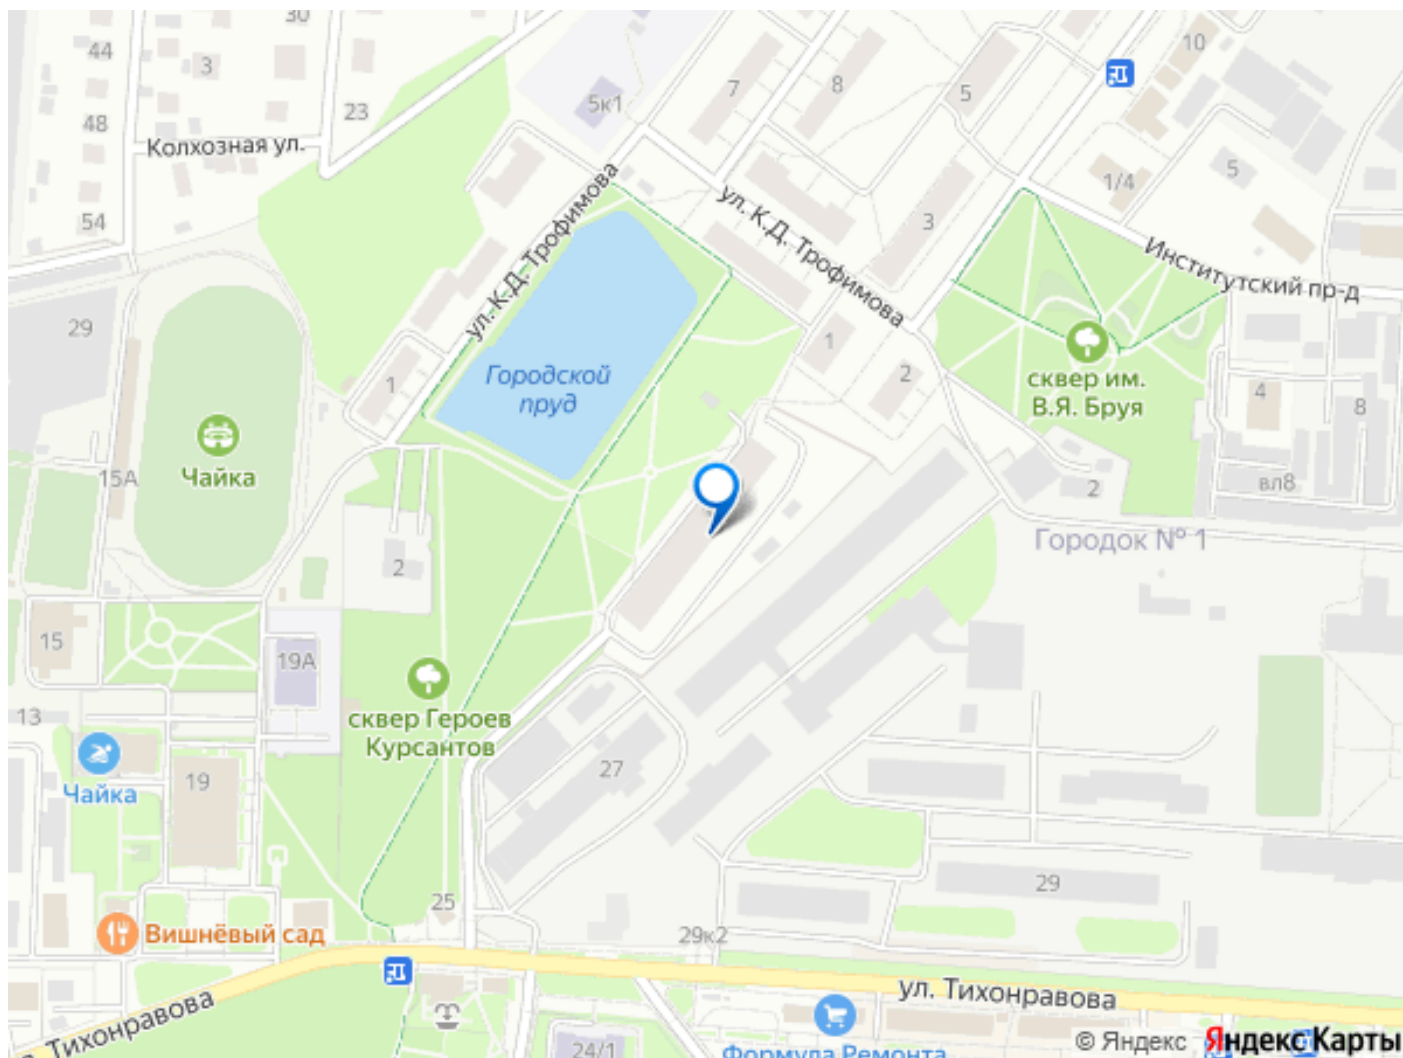 30
44
3
7
8
5
10
5к1
48
23
Колхозная ул.
54
ул. К.Д. Трофимова
ул. К.Д. Трофимова
3
1/4
5
Институтский пр-д
29
1
Городской
пруд
1
2
сквер им.
В.Я. Бруя
4
8
15А
Чайка
вл8
2
2
Городок № 1
15
19А
13
сквер Героев
Курсантов
Чайка
19
27
25
29
Вишнёвый сад
29к2
ул. Тихонравова
. Тихонравова
24/1
Формула Ремонта
© Яндекс Яндекс Карты